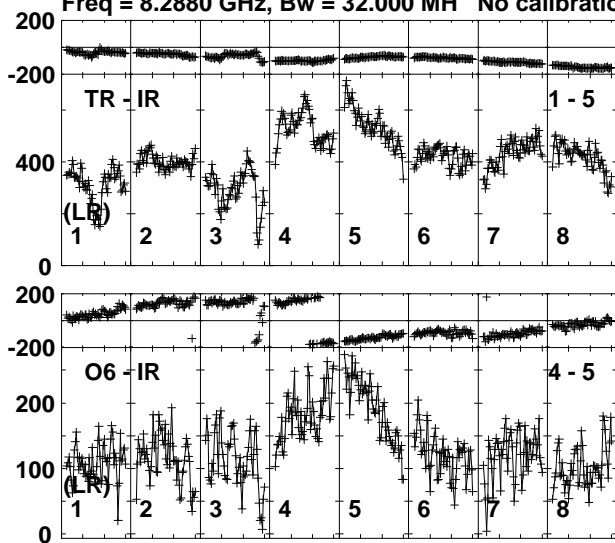 Freq = 8.2880 GHz, Bw = 32.000 MH No calibratio
200
-200
TR - IR 1 - 5
400
(LR)
1 2 3 4 5 6 7 8
0
200
-200
O6 - IR 4 - 5
200
100
(LR)
1 2 3 4 5 6 7 8
0